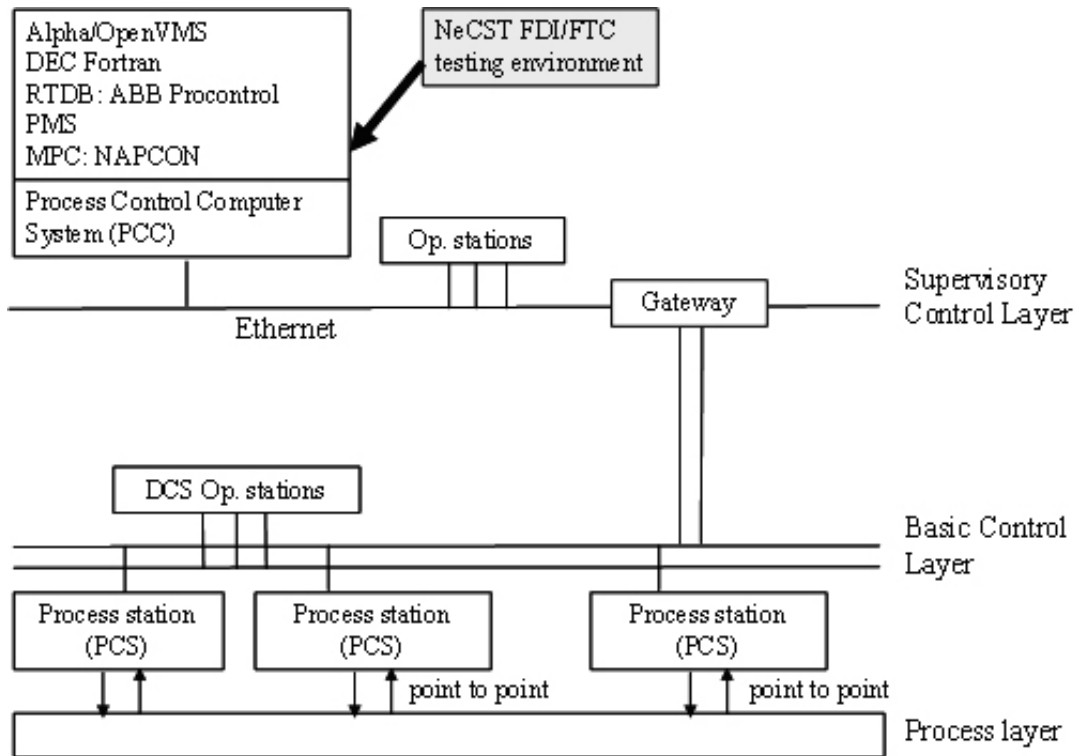 Alpha/OpenVMS
DEC Fortran
RTDB: ABB Procontrol
PMS
MPC: NAPCON
Process Control Computer
System (PCC)
NeCST FDI/FTC
testing environment
Op. stations
Gateway
Supervisory
Control Layer
Ethernet
DCS Op. stations
Basic Control
Layer
Process station
(PCS)
Process station
(PCS)
Process station
(PCS)
point to point
point to point
Process layer